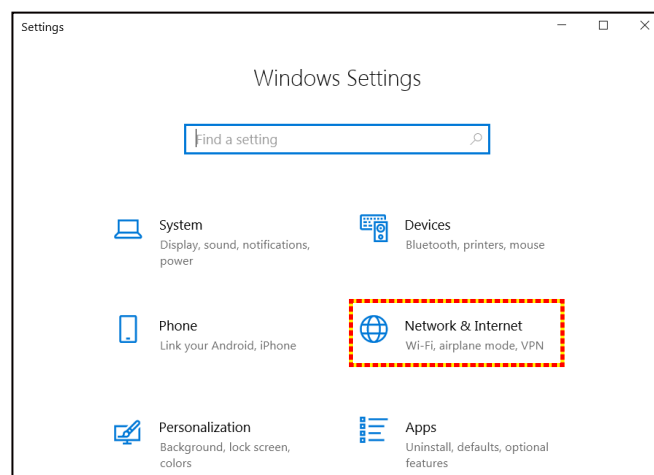 Settings
Windows Settings
Find a setting
System
Display, sound, notifications,
power
Devices
Bluetooth, printers, mouse
Phone
Link your Android, iPhone
Network & Internet
Wi-Fi, airplane mode, VPN
Personalization
Background, lock screen,
colors
Apps
Uninstall, defaults, optional
features